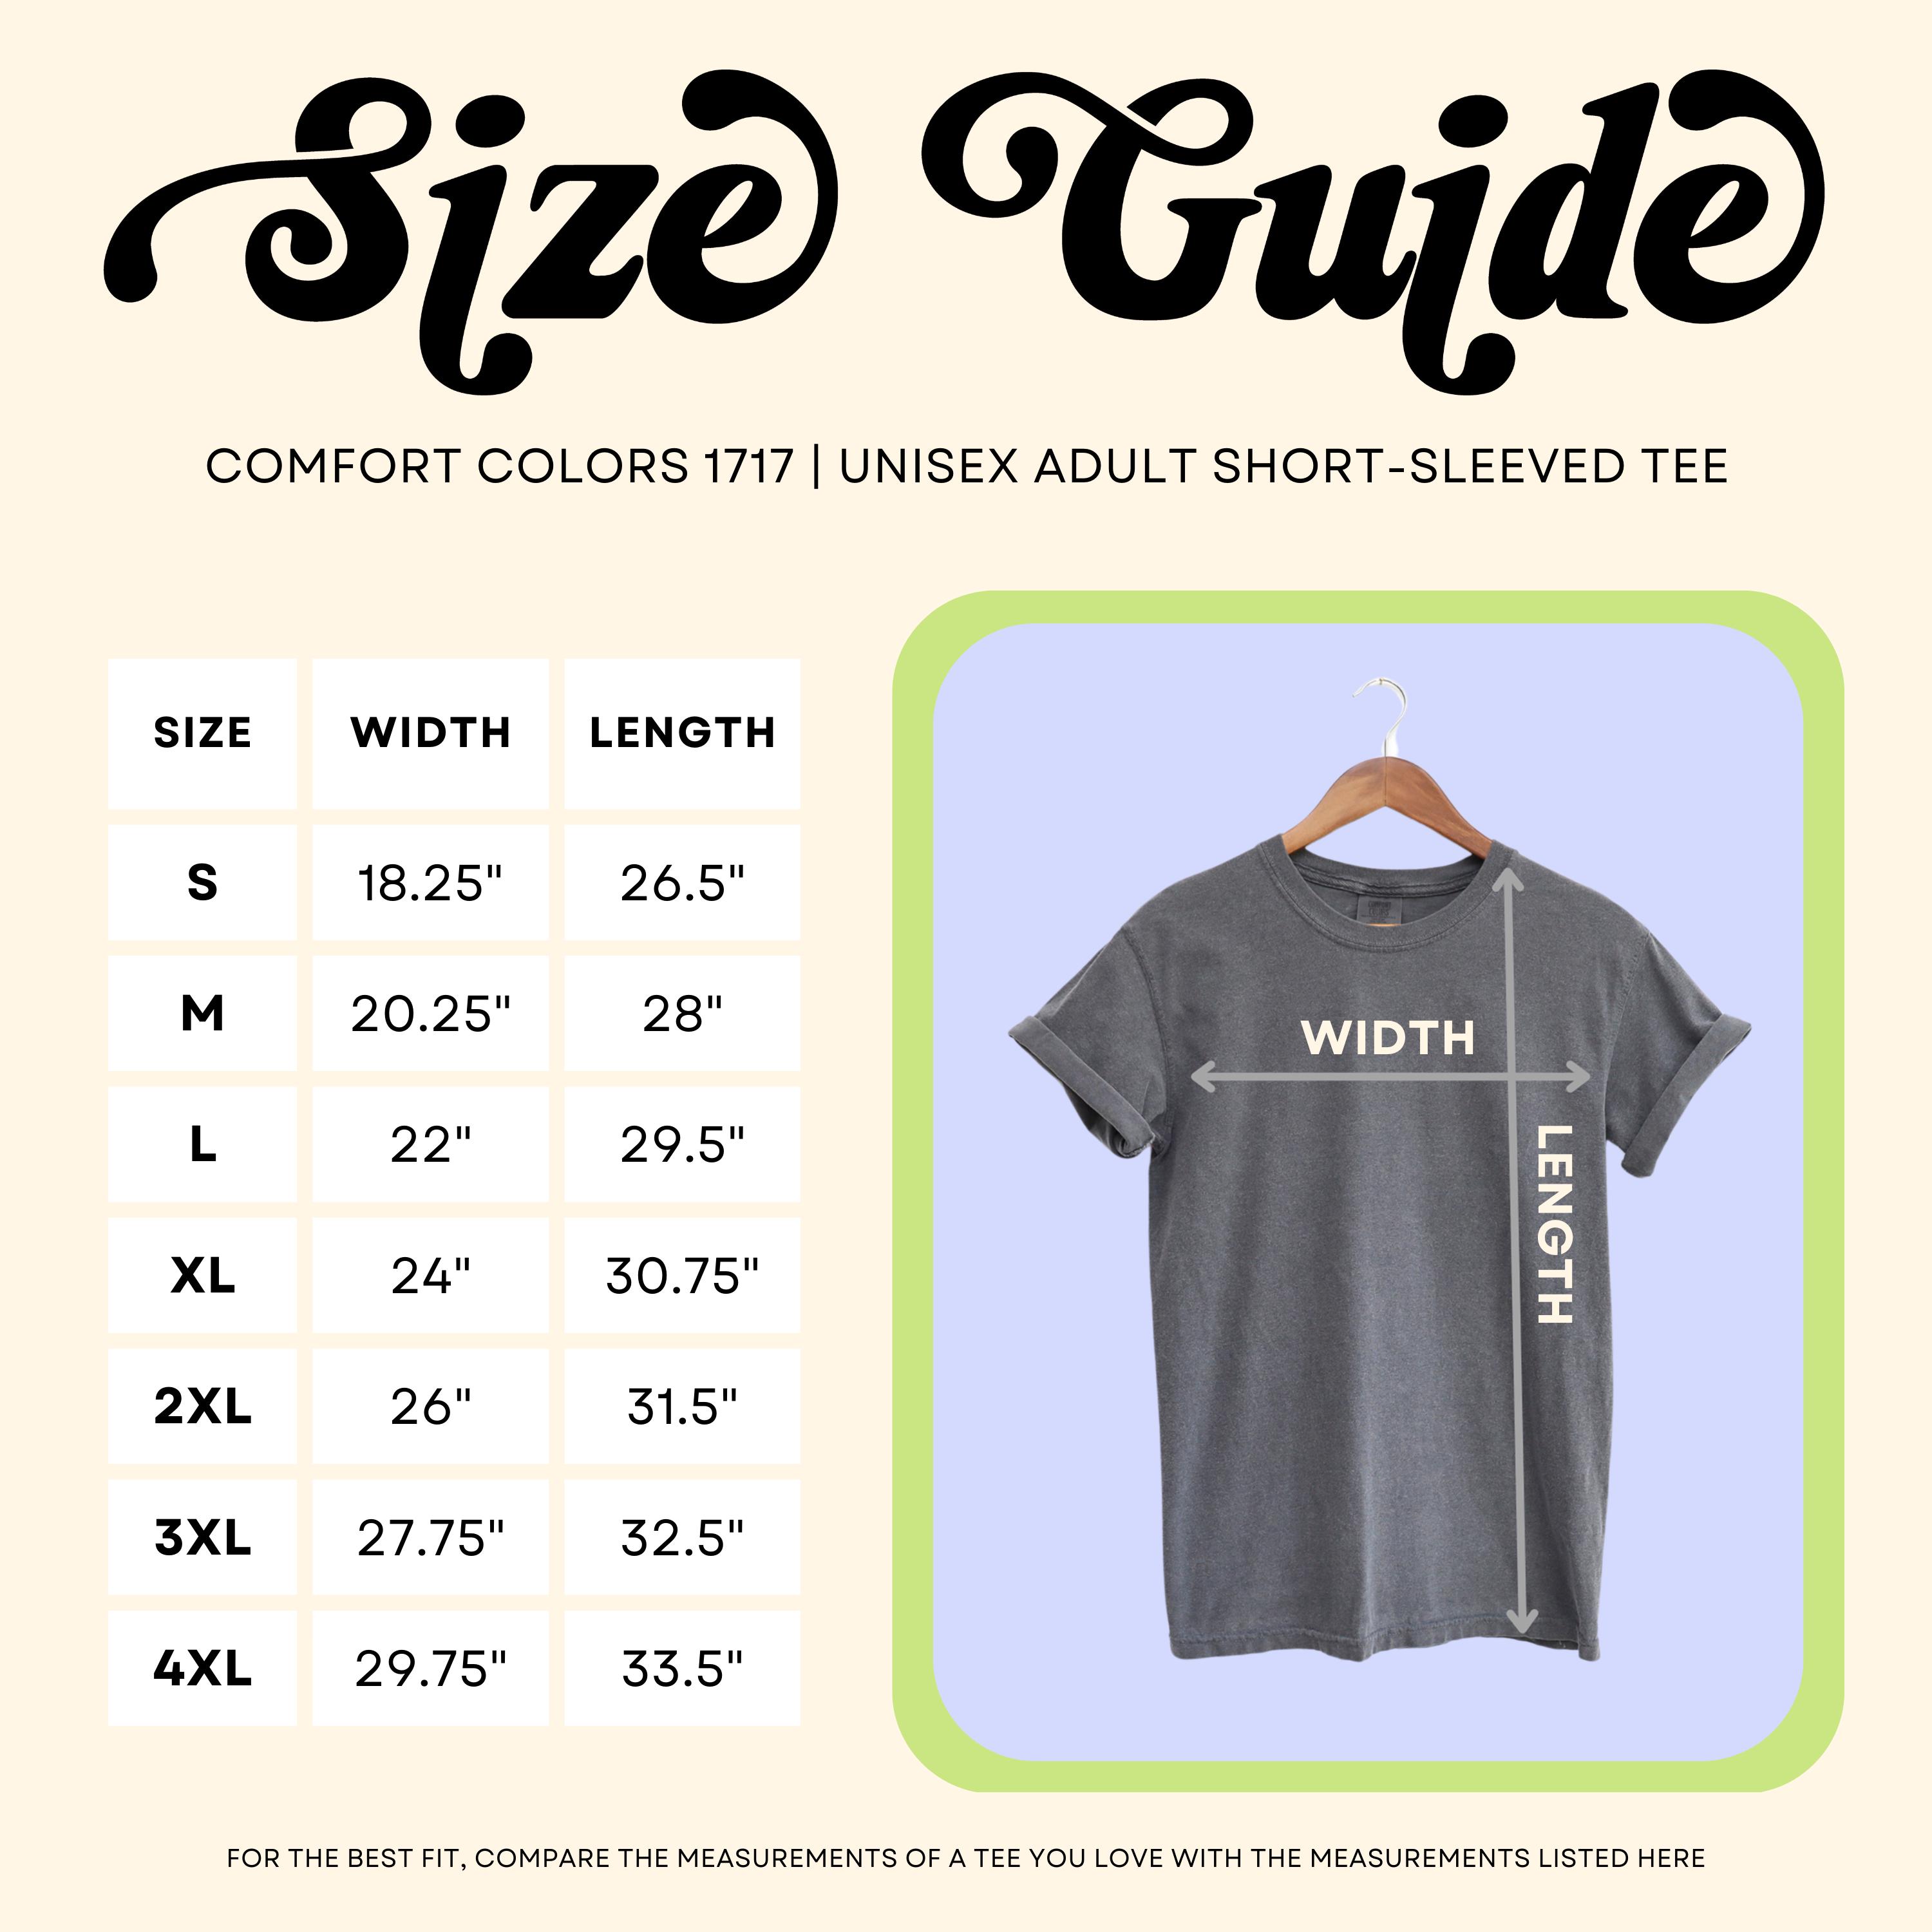 Size Guide
COMFORT COLORS 1717 | UNISEX ADULT SHORT-SLEEVED TEE
SIZE WIDTH LENGTH
S 18.25" 26.5"
M 20.25" 28"
L 22" 29.5"
XL 24" 30.75"
2XL 26" 31.5"
3XL 27.75" 32.5"
4XL 29.75" 33.5"
WIDTH
LENGTH
FOR THE BEST FIT, COMPARE THE MEASUREMENTS OF A TEE YOU LOVE WITH THE MEASUREMENTS LISTED HERE